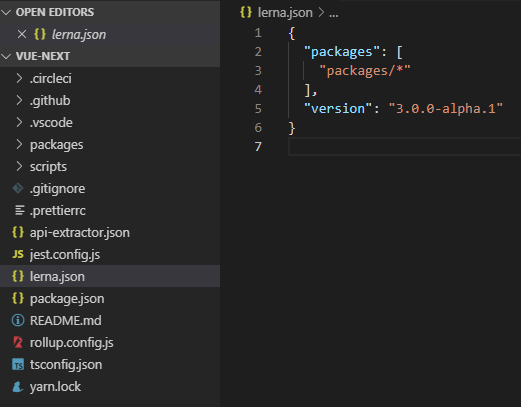 OPEN EDITORS
lerna.json
VUE-NEXT
.circleci
.github
.vscode
packages
scripts
.gitignore
.prettierrc
api-extractor.json
JS jest.config.js
lerna.json
package.json
README.md
rollup.config.js
TS tsconfig.json
yarn.lock
{} lerna.json > ...
1 {
2 "packages": [
3 "packages/*"
4 ],
5 "version": "3.0.0-alpha.1"
6 }
7